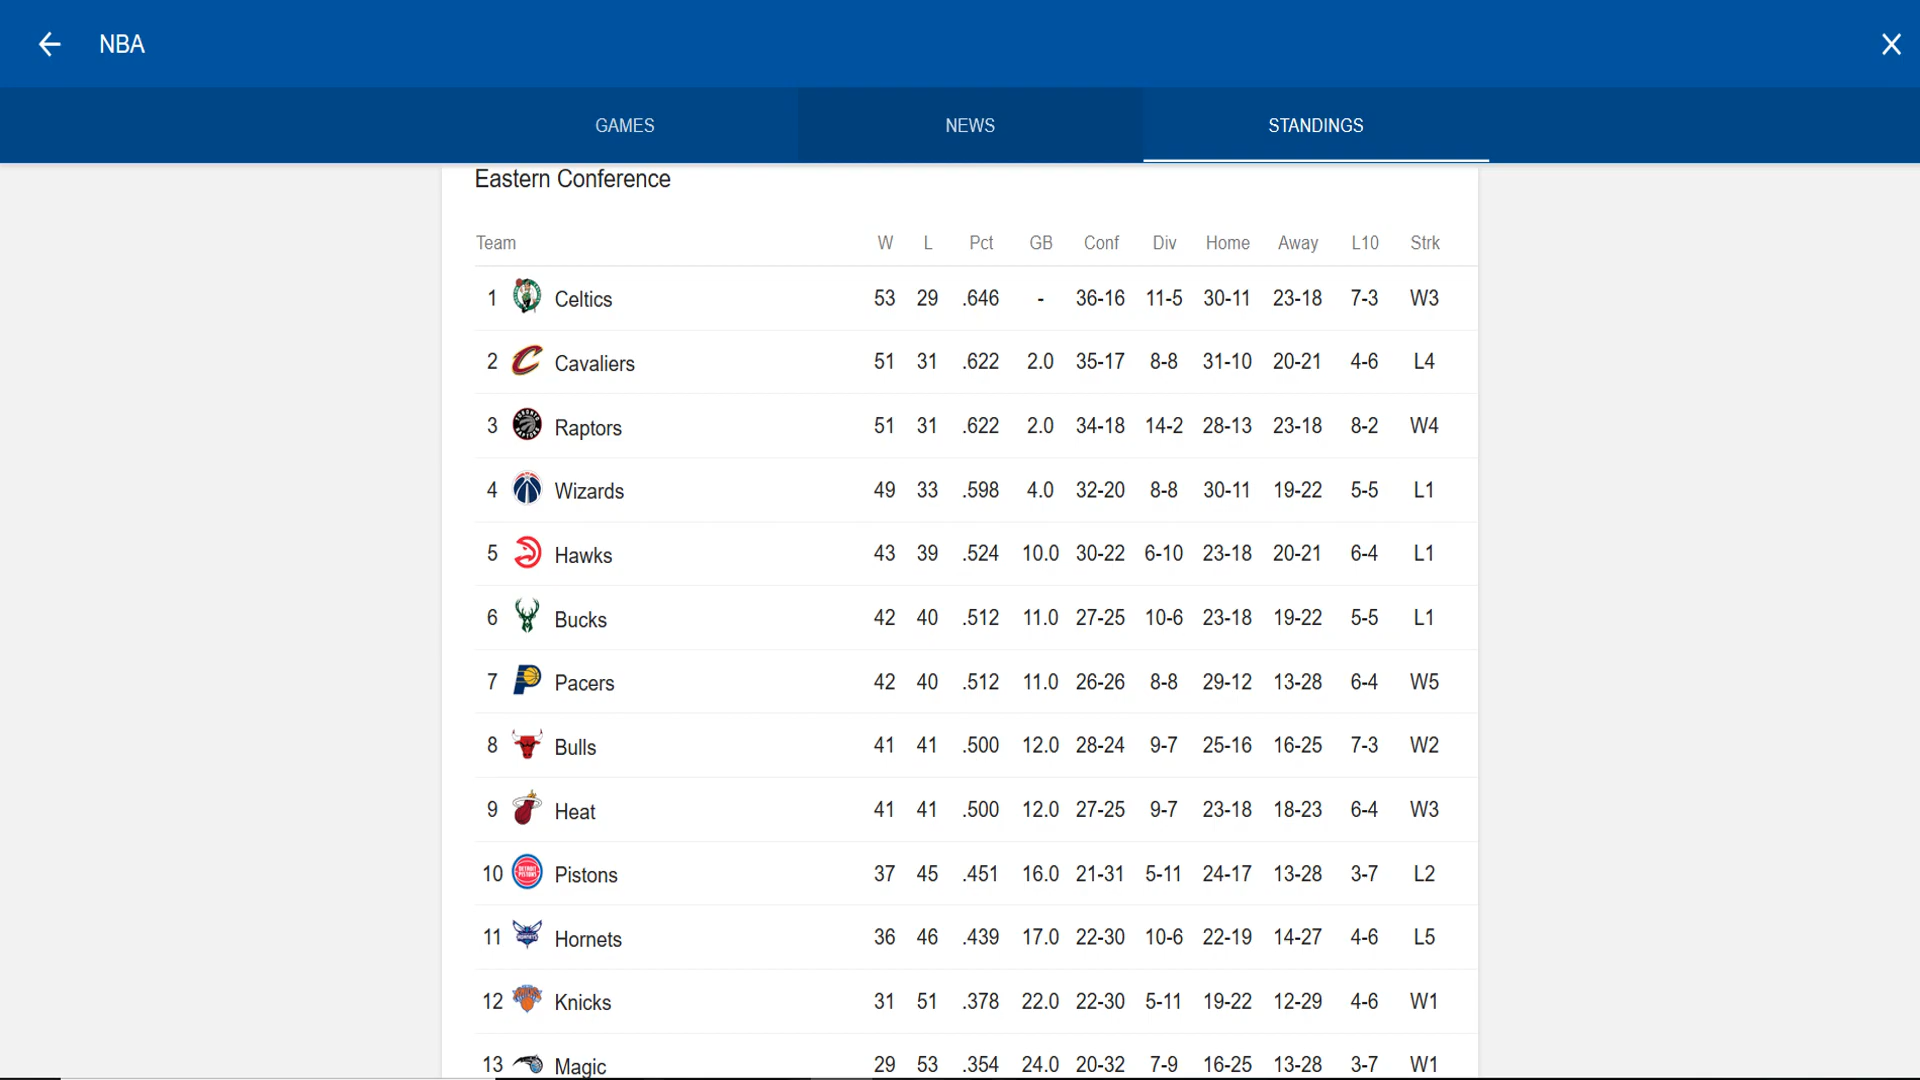 NBA
GAMES NEWS STANDINGS
Eastern Conference
Team W L Pct GB Conf Div Home Away L10 Strk
1 Celtics 53 29 .646 - 36-16 11-5 30-11 23-18 7-3 W3
2 Cavaliers 51 31 .622 2.0 35-17 8-8 31-10 20-21 4-6 L4
3 Raptors 51 31 .622 2.0 34-18 14-2 28-13 23-18 8-2 W4
4 Wizards 49 33 .598 4.0 32-20 8-8 30-11 19-22 5-5 L1
5 Hawks 43 39 .524 10.0 30-22 6-10 23-18 20-21 6-4 L1
6 Bucks 42 40 .512 11.0 27-25 10-6 23-18 19-22 5-5 L1
7 Pacers 42 40 .512 11.0 26-26 8-8 29-12 13-28 6-4 W5
8 Bulls 41 41 .500 12.0 28-24 9-7 25-16 16-25 7-3 W2
9 Heat 41 41 .500 12.0 27-25 9-7 23-18 18-23 6-4 W3
10 Pistons 37 45 .451 16.0 21-31 5-11 24-17 13-28 3-7 L2
11 Hornets 36 46 .439 17.0 22-30 10-6 22-19 14-27 4-6 L5
12 Knicks 31 51 .378 22.0 22-30 5-11 19-22 12-29 4-6 W1
13 Magic 29 53 .354 24.0 20-32 7-9 16-25 13-28 3-7 W1